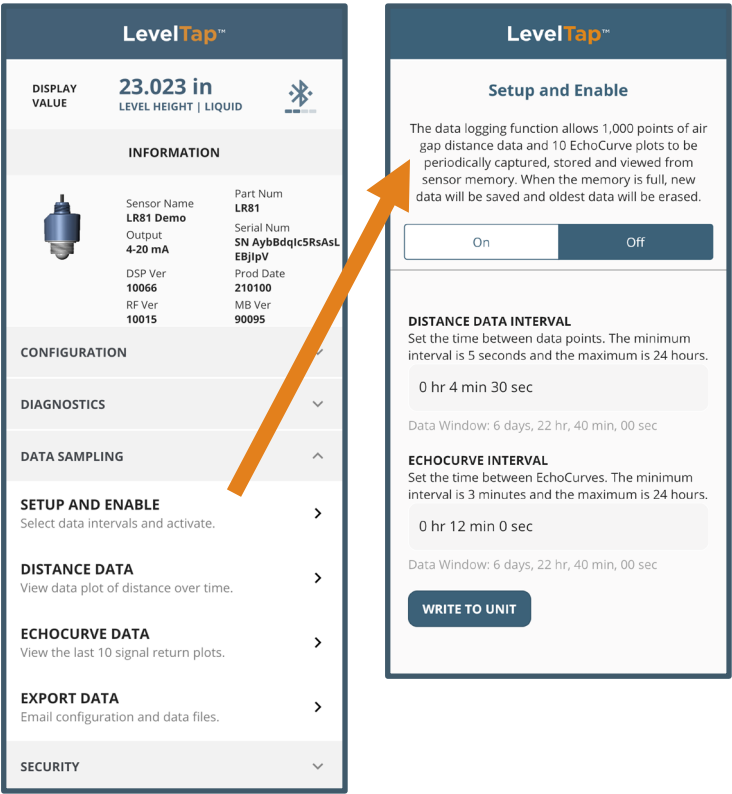 LevelTap™
DISPLAY
VALUE
23.023 in
LEVEL HEIGHT | LIQUID
INFORMATION
Sensor Name
LR81 Demo
Output
4-20 mA
DSP Ver
10066
RF Ver
10015
Part Num
LR81
Serial Num
SN AybBdqlc5RsAsL
EBjlpV
Prod Date
210100
MB Ver
90095
CONFIGURATION
DIAGNOSTICS
DATA SAMPLING
SETUP AND ENABLE
Select data intervals and activate.
DISTANCE DATA
View data plot of distance over time.
ECHOCURVE DATA
View the last 10 signal return plots.
EXPORT DATA
Email configuration and data files.
SECURITY
LevelTap™
Setup and Enable
The data logging function allows 1,000 points of air
gap distance data and 10 EchoCurve plots to be
periodically captured, stored and viewed from
sensor memory. When the memory is full, new
data will be saved and oldest data will be erased.
On
Off
DISTANCE DATA INTERVAL
Set the time between data points. The minimum
interval is 5 seconds and the maximum is 24 hours.
0 hr 4 min 30 sec
Data Window: 6 days, 22 hr, 40 min, 00 sec
ECHOCURVE INTERVAL
Set the time between EchoCurves. The minimum
interval is 3 minutes and the maximum is 24 hours.
0 hr 12 min 0 sec
Data Window: 6 days, 22 hr, 40 min, 00 sec
WRITE TO UNIT